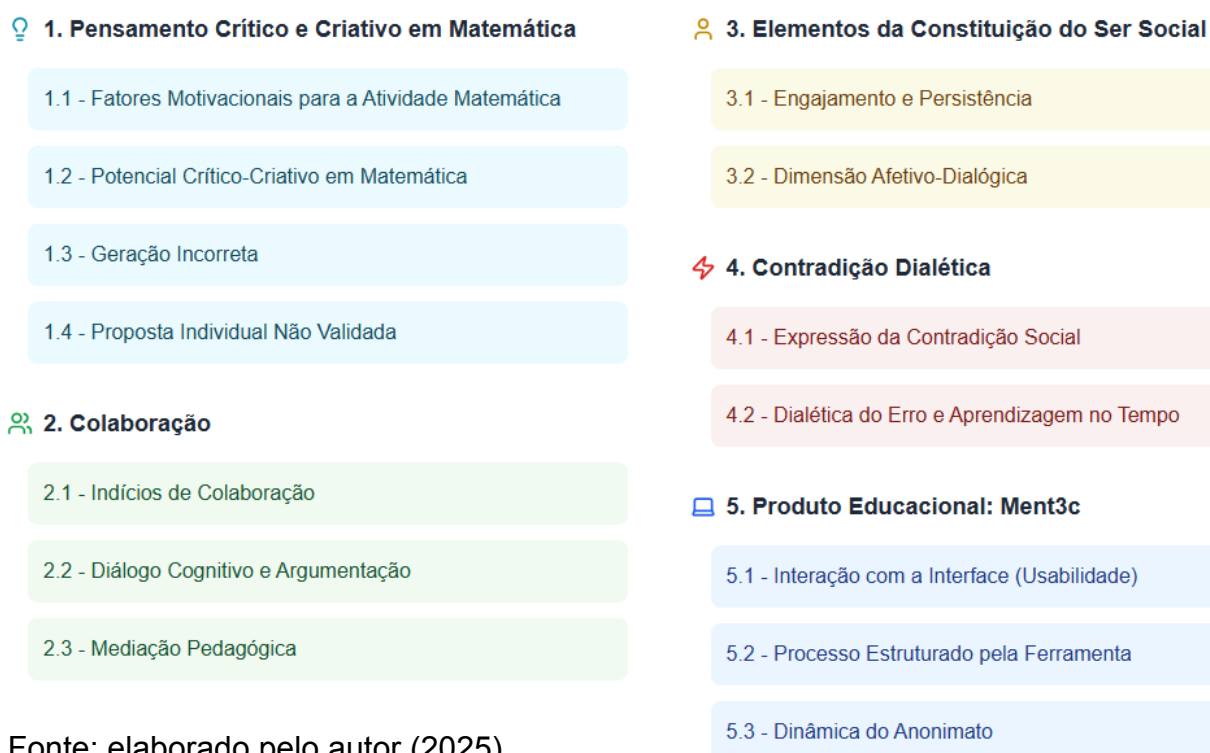 1. Pensamento Crítico e Criativo em Matemática
1.1 - Fatores Motivacionais para a Atividade Matemática
1.2 - Potencial Crítico-Criativo em Matemática
1.3 - Geração Incorreta
1.4 - Proposta Individual Não Validada
2. Colaboração
2.1 - Indícios de Colaboração
2.2 - Diálogo Cognitivo e Argumentação
2.3 - Mediação Pedagógica
Fonte: elaborado pelo autor (2025)
3. Elementos da Constituição do Ser Social
3.1 - Engajamento e Persistência
3.2 - Dimensão Afetivo-Dialógica
4. Contradição Dialética
4.1 - Expressão da Contradição Social
4.2 - Dialética do Erro e Aprendizagem no Tempo
5. Produto Educacional: Ment3c
5.1 - Interação com a Interface (Usabilidade)
5.2 - Processo Estruturado pela Ferramenta
5.3 - Dinâmica do Anonimato